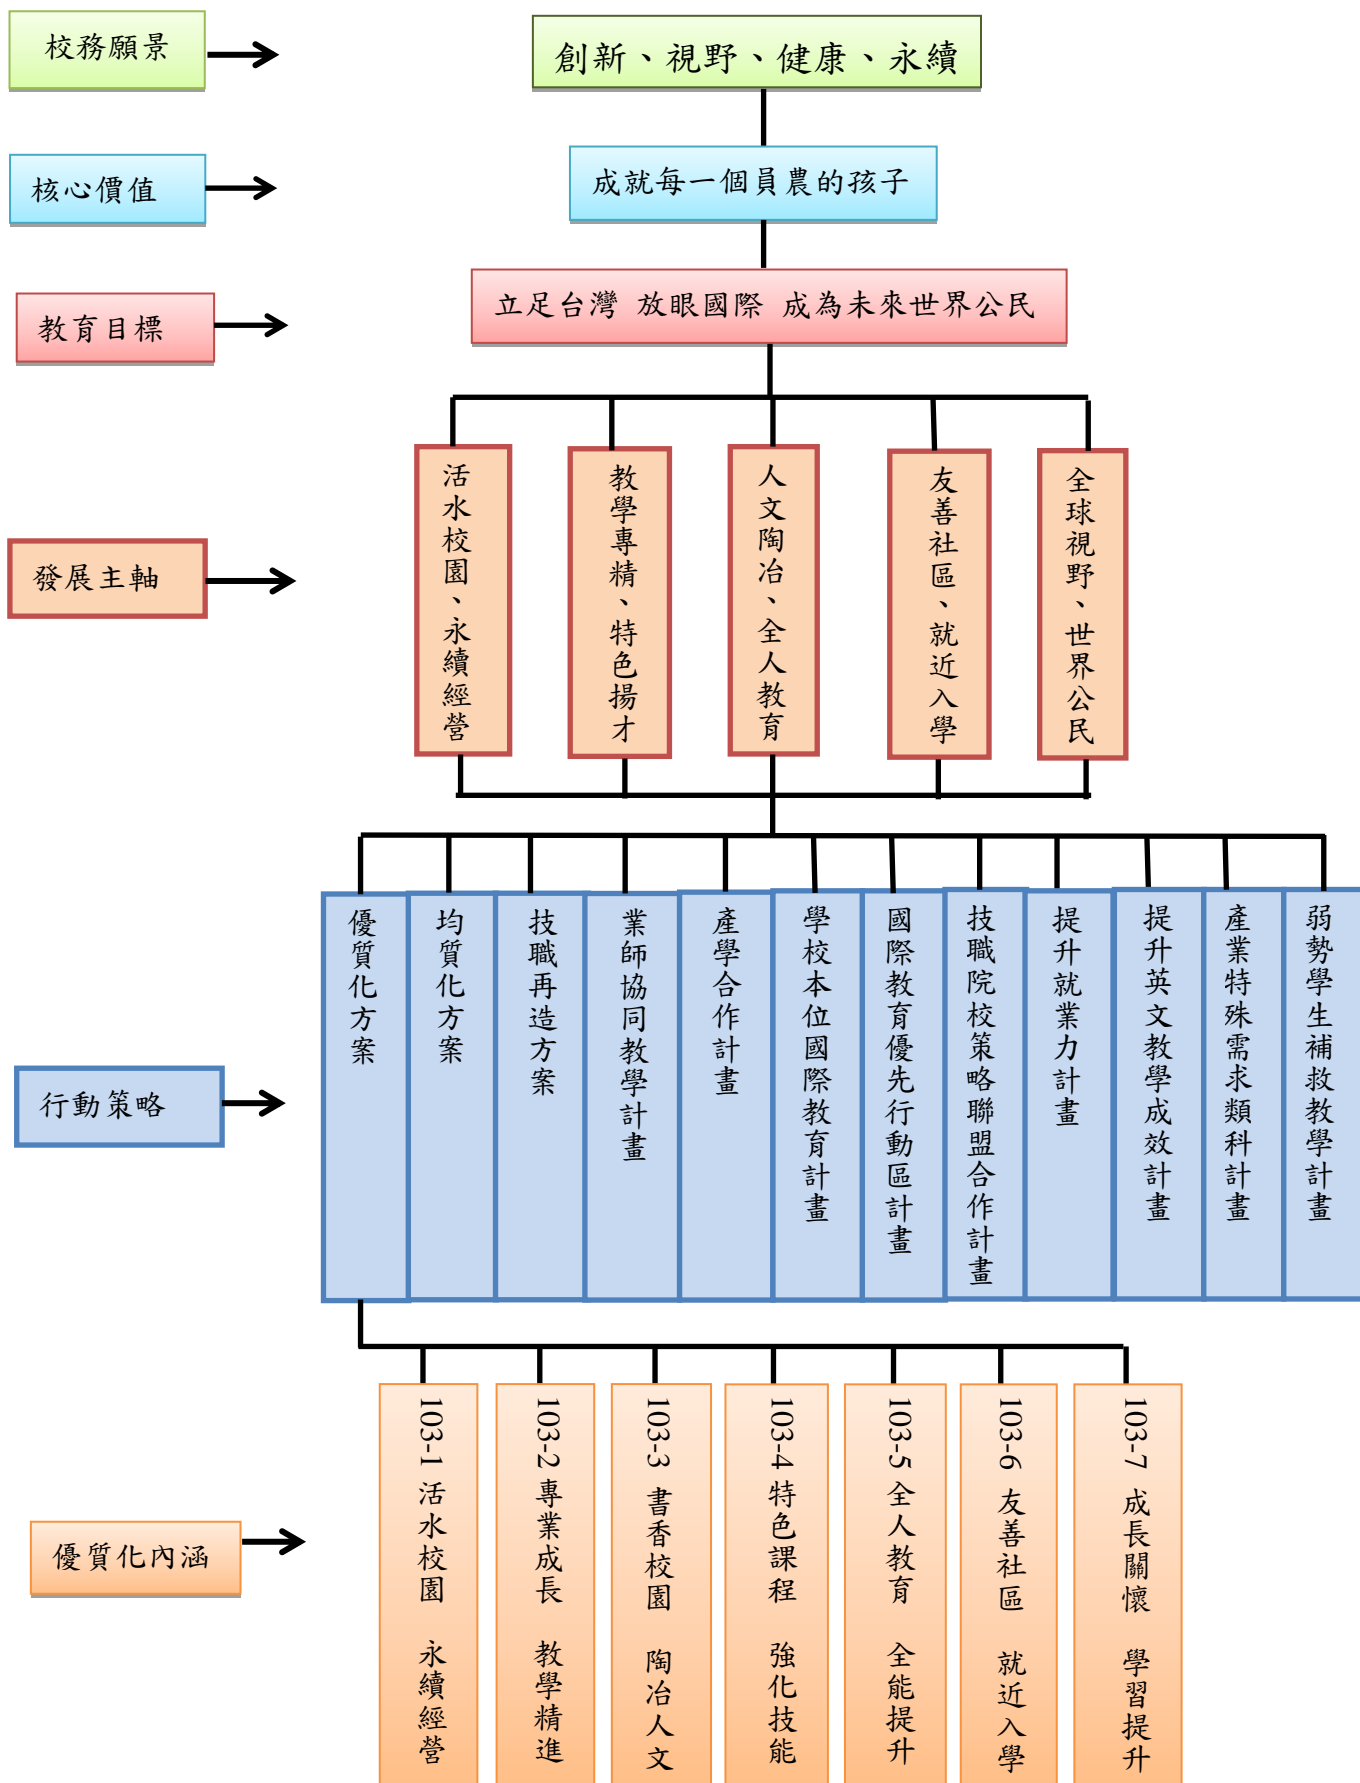 校務願景
創新、視野、健康、永續
核心價值
成就每一個員農的孩子
教育目標
立足台灣 放眼國際 成為未來世界公民
發展主軸
活水校園、永續經營
教學專精、特色揚才
人文陶冶、全人教育
友善社區、就近入學
全球視野、世界公民
行動策略
優質化方案
均質化方案
技職再造方案
業師協同教學計畫
產學合作計畫
學校本位國際教育計畫
國際教育優先行動區計畫
技職院校策略聯盟合作計畫
提升就業力計畫
提升英文教學成效計畫
產業特殊需求類科計畫
弱勢學生補救教學計畫
優質化內涵
103-1 活水校園 永續經營
103-2 專業成長 教學精進
103-3 書香校園 陶冶人文
103-4 特色課程 強化技能
103-5 全人教育 全能提升
103-6 友善社區 就近入學
103-7 成長關懷 學習提升